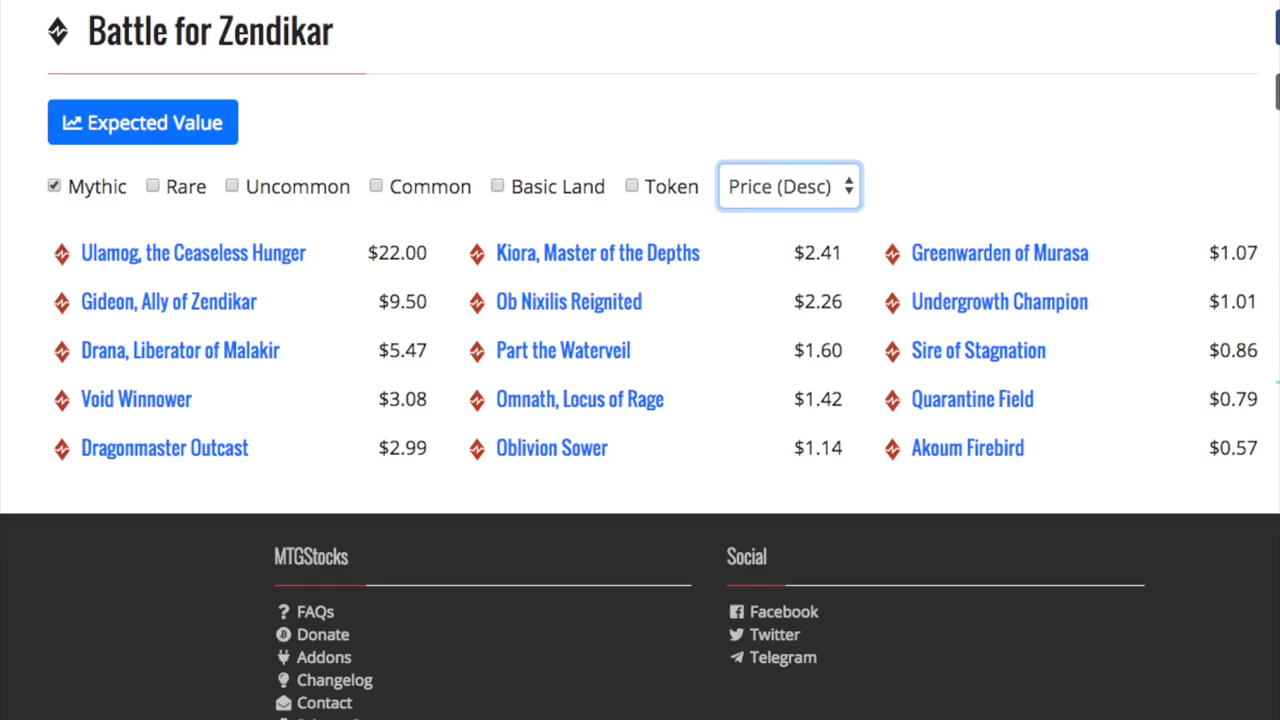 Battle for Zendikar
Expected Value
Mythic Rare Uncommon Common Basic Land Token Price (Desc)
Ulamog, the Ceaseless Hunger $22.00
Gideon, Ally of Zendikar $9.50
Drana, Liberator of Malakir $5.47
Void Winnower $3.08
Dragonmaster Outcast $2.99
Kiora, Master of the Depths $2.41
Ob Nixilis Reignited $2.26
Part the Waterveil $1.60
Omnath, Locus of Rage $1.42
Oblivion Sower $1.14
Greenwarden of Murasa $1.07
Undergrowth Champion $1.01
Sire of Stagnation $0.86
Quarantine Field $0.79
Akoum Firebird $0.57
MTGStocks
FAQs
Donate
Addons
Changelog
Contact
Social
Facebook
Twitter
Telegram